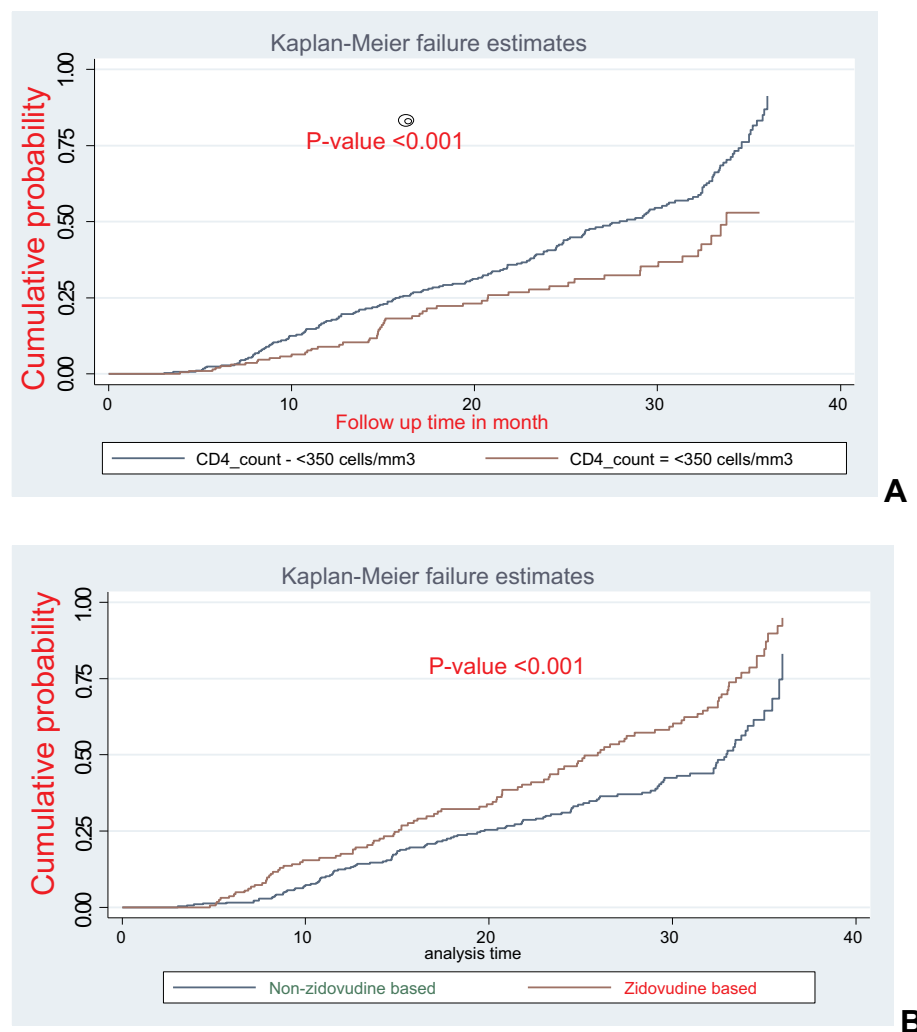 Kaplan-Meier failure estimates
Cumulative probability
1.00
0.75
0.50
0.25
0.00
P-value <0.001
0 10 20 30 40
Follow up time in month
CD4_count - <350 cells/mm3 CD4_count = <350 cells/mm3
A
Kaplan-Meier failure estimates
Cumulative probability
1.00
0.75
0.50
0.25
0.00
P-value <0.001
0 10 20 30 40
analysis time
Non-zidovudine based Zidovudine based
B